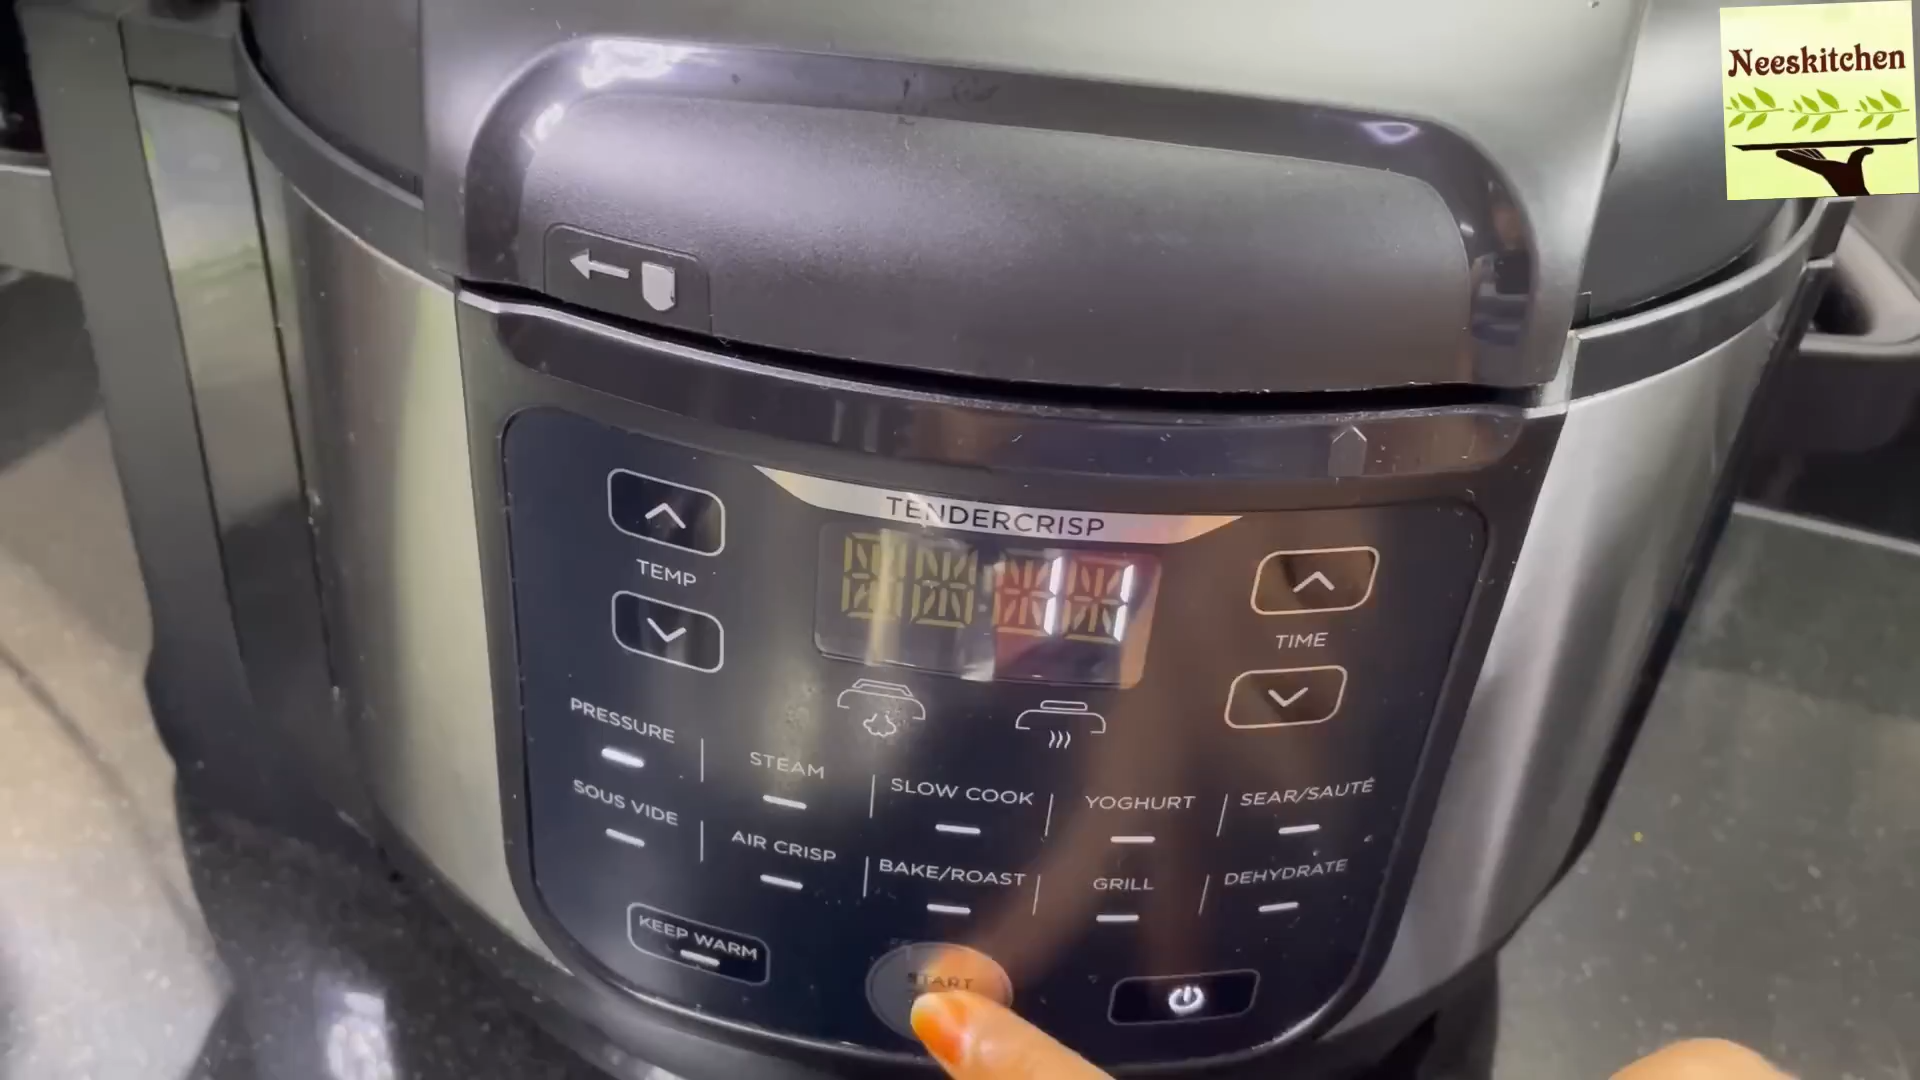 Neeskitchen
TENDERCRISP
11
TEMP
TIME
PRESSURE
STEAM
SLOW COOK
YOGHURT
SEAR/SAUTÉ
SOUS VIDE
AIR CRISP
BAKE/ROAST
GRILL
DEHYDRATE
KEEP WARM
START